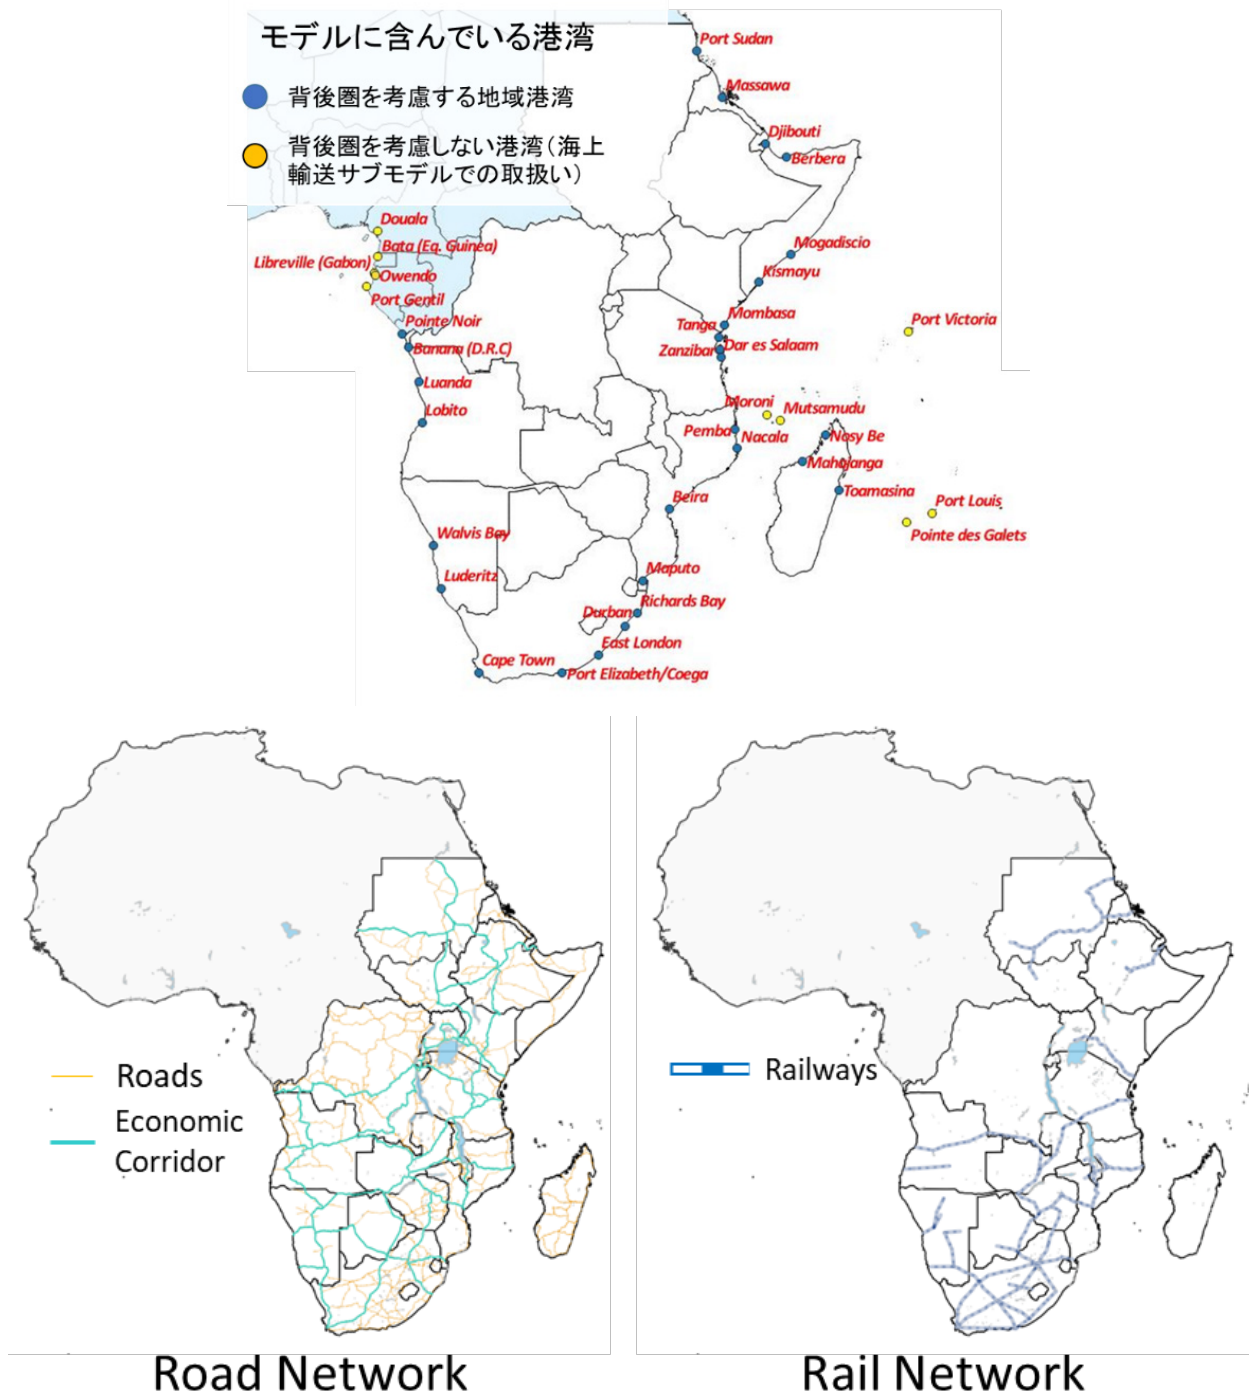 モデルに含んでいる港湾
背後圏を考慮する地域港湾
背後圏を考慮しない港湾（海上
輸送サブモデルでの取扱い）
Port Sudan
Massawa
Djibouti
Berbera
Douala
Bata (Eq. Guinea)
Libreville (Gabon)
Owendo
Port Gentil
Mogadiscio
Kismayu
Pointe Noir
Mombasa
Tanga
Port Victoria
Banana (D.R.C)
Zanzibar
Dar es Salaam
Luanda
Lobito
Moroni
Mutsamudu
Pemba
Nacala
Nosy Be
Mahajanga
Toamasina
Beira
Port Louis
Pointe des Galets
Walvis Bay
Luderitz
Maputo
Richards Bay
Durban
East London
Cape Town
Port Elizabeth/Coega
Roads
Economic
Corridor
Railways
Road Network
Rail Network